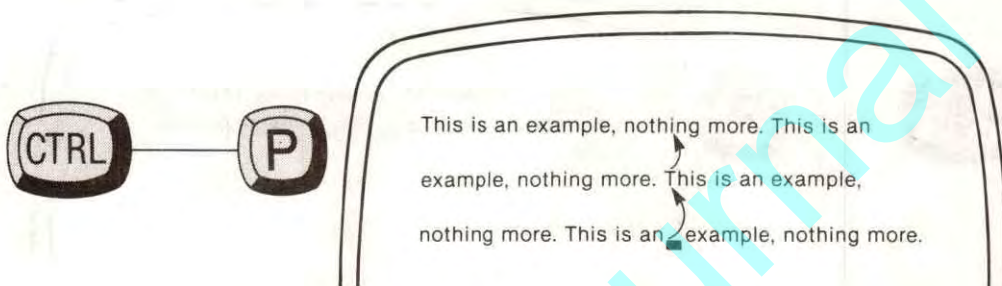 CTRL P
This is an example, nothing more. This is an
example, nothing more. This is an example,
nothing more. This is an example, nothing more.
urnal